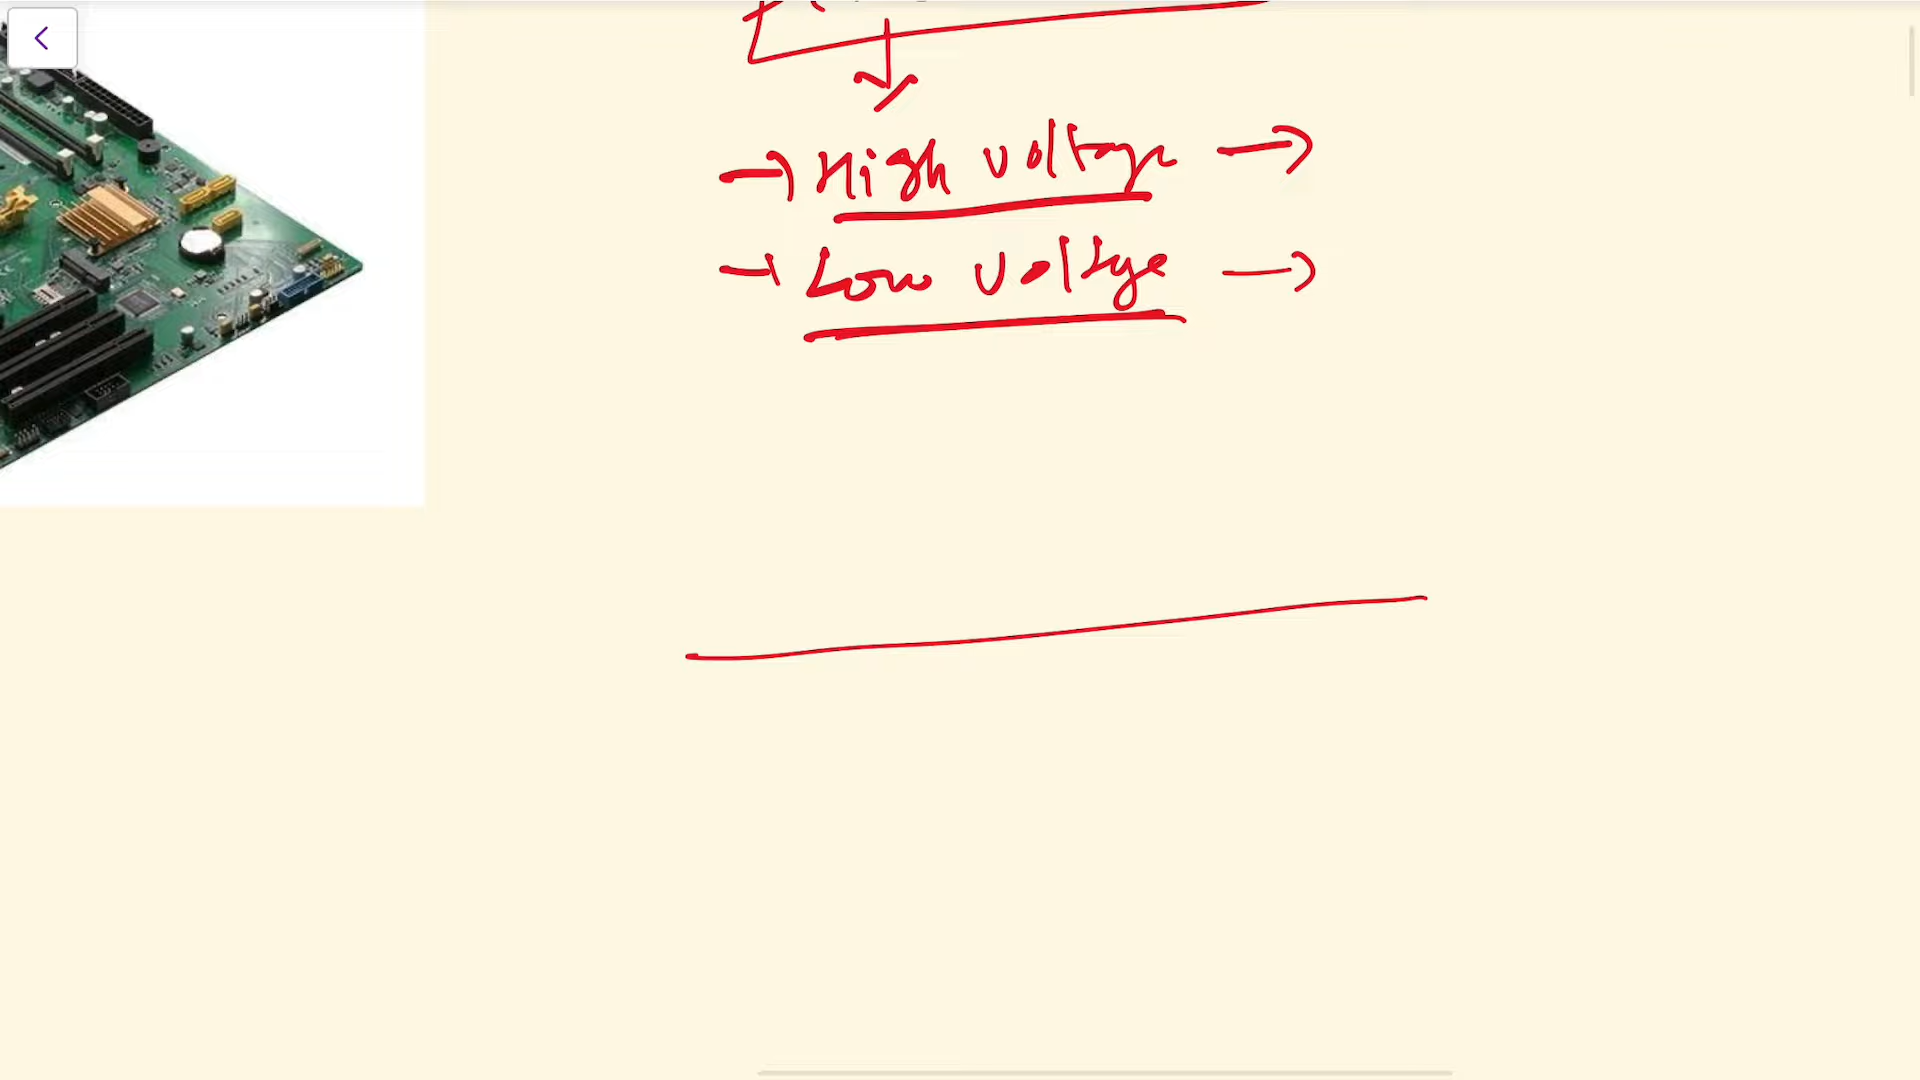 → High voltage →
→ Low voltage →